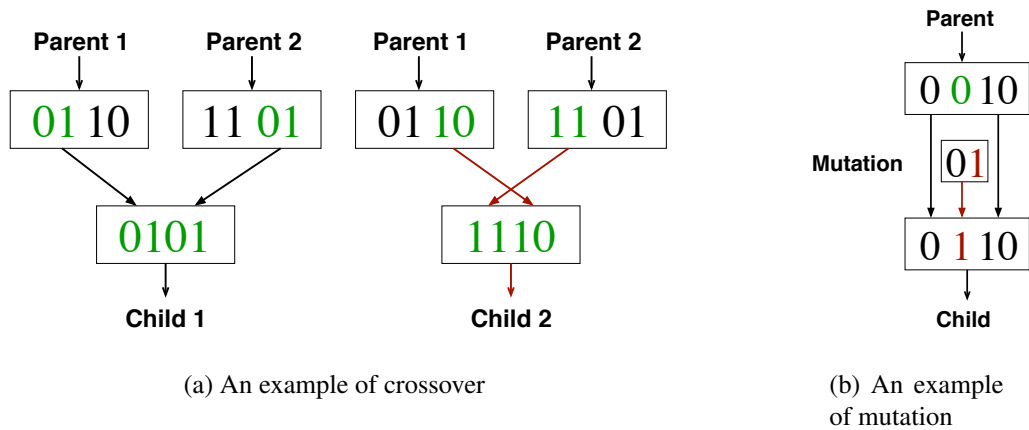 Parent 1 Parent 2 Parent 1 Parent 2
01 10 11 01 01 10 11 01
0101 1110
Child 1 Child 2
(a) An example of crossover
Parent
0 0 10
Mutation 01
0 1 10
Child
(b) An example
of mutation